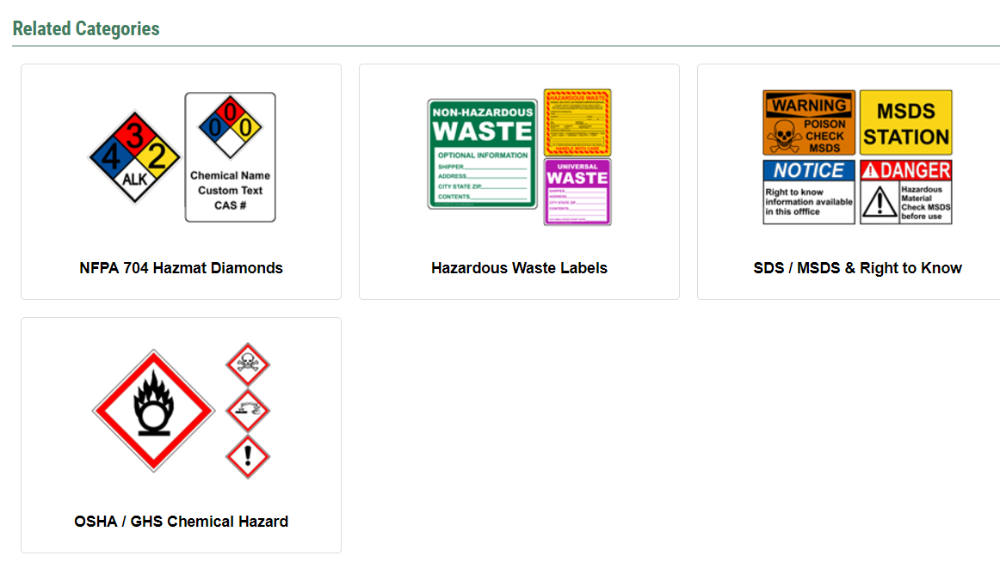 Related Categories
3
4
2
ALK
0
0
0
Chemical Name
Custom Text
CAS #
NFPA 704 Hazmat Diamonds
NON-HAZARDOUS
WASTE
OPTIONAL INFORMATION
SHIPPER
ADDRESS
CITY STATE ZIP
CONTENTS
HAZARDOUS WASTE
HANDLE WITH CARE
UNIVERSAL
WASTE
SHIPPER
ADDRESS
CITY STATE ZIP
CONTENTS
Hazardous Waste Labels
WARNING
POISON
CHECK
MSDS
MSDS
STATION
NOTICE
Right to know
information available
in this offfice
DANGER
Hazardous
Material
Check MSDS
before use
SDS / MSDS & Right to Know
OSHA / GHS Chemical Hazard